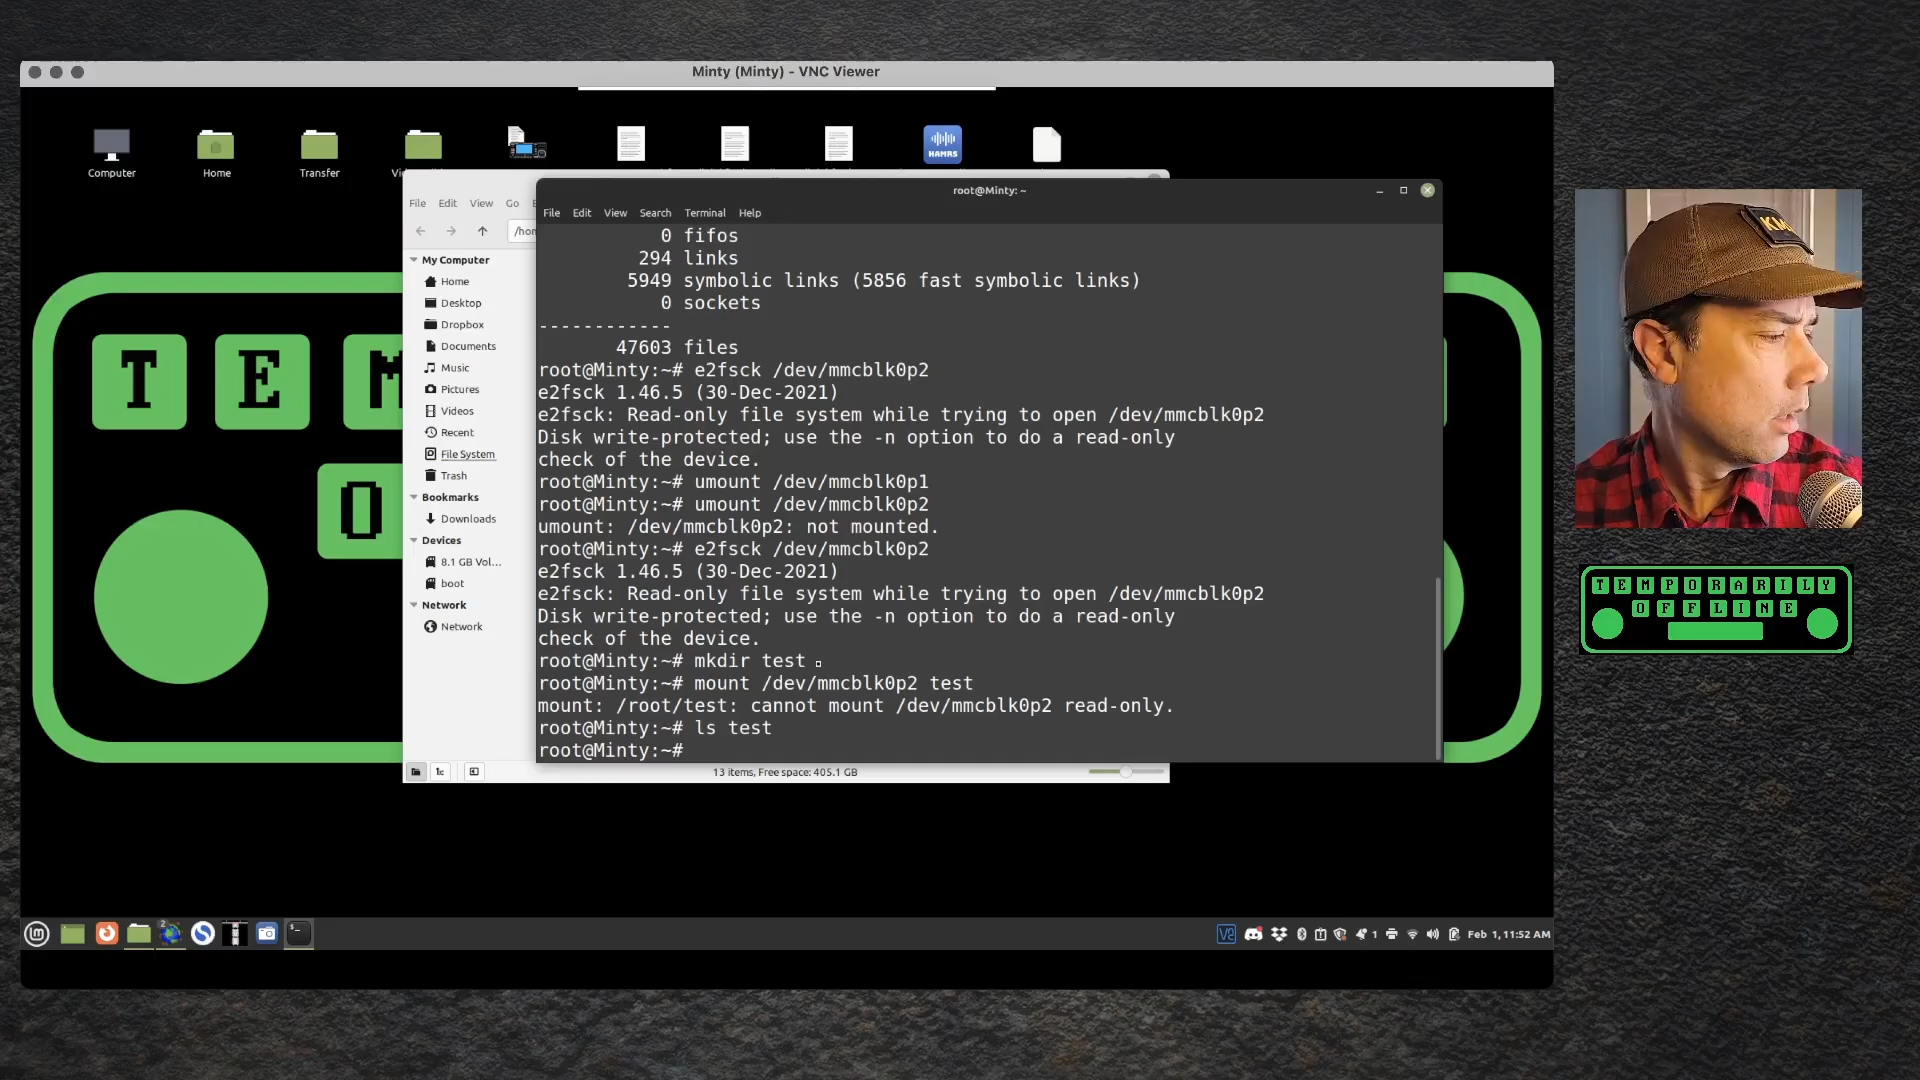 Minty (Minty) - VNC Viewer
Computer
Home
Transfer
HAMRS
root@Minty: ~
File Edit View Go
File Edit View Search Terminal Help
My Computer
Home
Desktop
Dropbox
Documents
Music
Pictures
Videos
Recent
File System
Trash
Bookmarks
Downloads
Devices
8.1 GB Vol...
boot
Network
Network
0 fifos
294 links
5949 symbolic links (5856 fast symbolic links)
0 sockets
------------
47603 files
root@Minty:~# e2fsck /dev/mmcblk0p2
e2fsck 1.46.5 (30-Dec-2021)
e2fsck: Read-only file system while trying to open /dev/mmcblk0p2
Disk write-protected; use the -n option to do a read-only
check of the device.
root@Minty:~# umount /dev/mmcblk0p1
root@Minty:~# umount /dev/mmcblk0p2
umount: /dev/mmcblk0p2: not mounted.
root@Minty:~# e2fsck /dev/mmcblk0p2
e2fsck 1.46.5 (30-Dec-2021)
e2fsck: Read-only file system while trying to open /dev/mmcblk0p2
Disk write-protected; use the -n option to do a read-only
check of the device.
root@Minty:~# mkdir test
root@Minty:~# mount /dev/mmcblk0p2 test
mount: /root/test: cannot mount /dev/mmcblk0p2 read-only.
root@Minty:~# ls test
root@Minty:~#
13 items, Free space: 405.1 GB
T E M
O
TEMPORARILY
OFFLINE
2
1
Feb 1, 11:52 AM